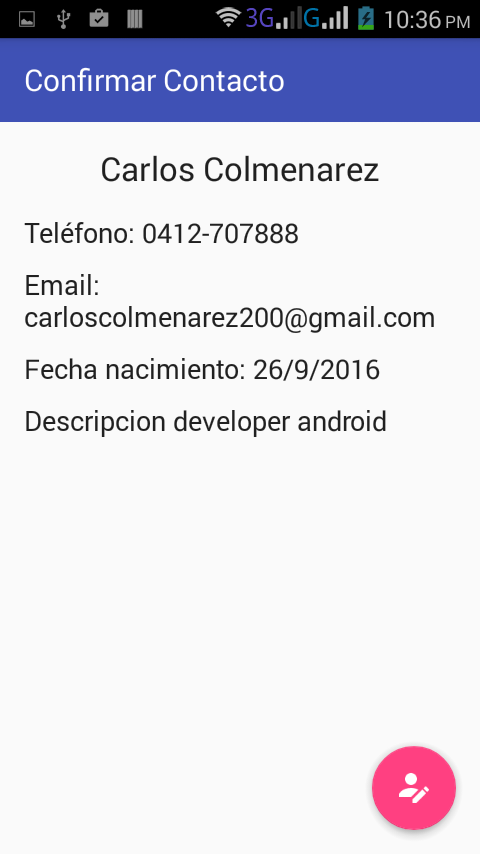 3G G 10:36 PM
Confirmar Contacto
Carlos Colmenarez
Teléfono: 0412-707888
Email:
carloscolmenarez200@gmail.com
Fecha nacimiento: 26/9/2016
Descripcion developer android